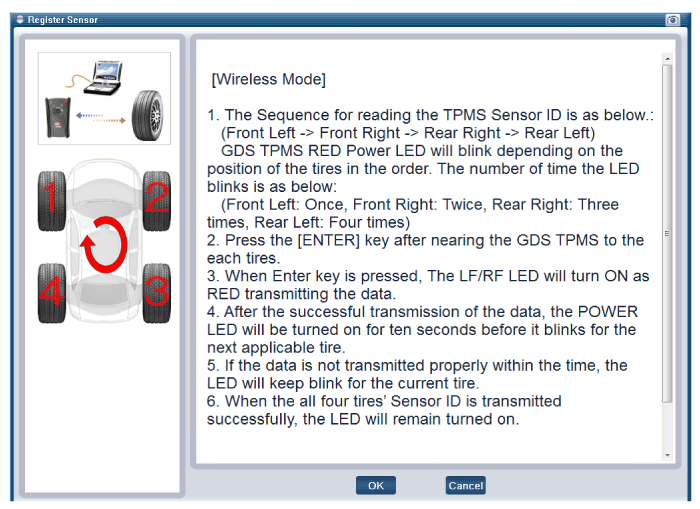 Register Sensor
1
2
4
3
[Wireless Mode]
1. The Sequence for reading the TPMS Sensor ID is as below.:
(Front Left -> Front Right -> Rear Right -> Rear Left)
GDS TPMS RED Power LED will blink depending on the
position of the tires in the order. The number of time the LED
blinks is as below:
(Front Left: Once, Front Right: Twice, Rear Right: Three
times, Rear Left: Four times)
2. Press the [ENTER] key after nearing the GDS TPMS to the
each tires.
3. When Enter key is pressed, The LF/RF LED will turn ON as
RED transmitting the data.
4. After the successful transmission of the data, the POWER
LED will be turned on for ten seconds before it blinks for the
next applicable tire.
5. If the data is not transmitted properly within the time, the
LED will keep blink for the current tire.
6. When the all four tires' Sensor ID is transmitted
successfully, the LED will remain turned on.
OK
Cancel